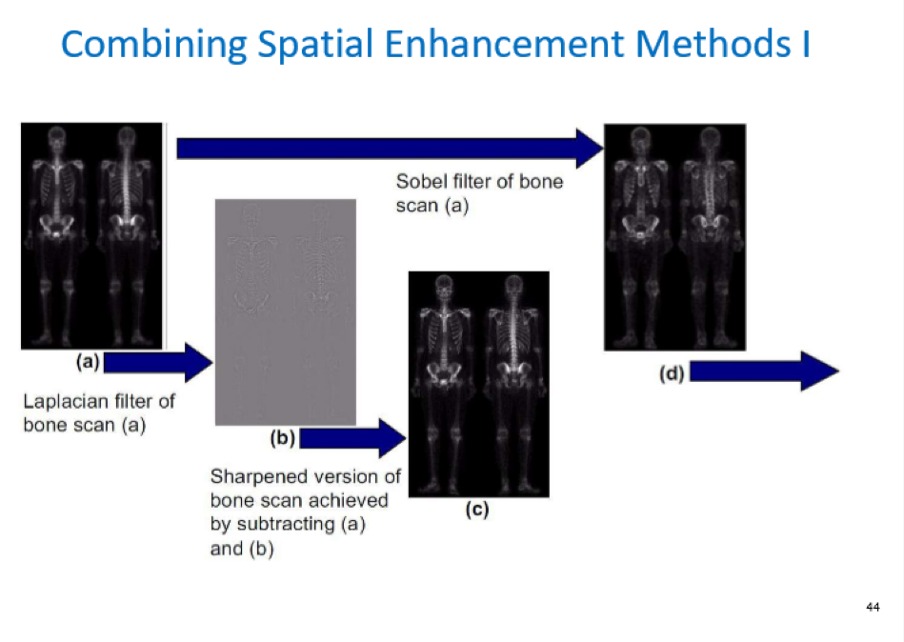 Combining Spatial Enhancement Methods I
Sobel filter of bone
scan (a)
(a)
Laplacian filter of
bone scan (a)
(b)
Sharpened version of
bone scan achieved
by subtracting (a)
and (b)
(c)
(d)
44